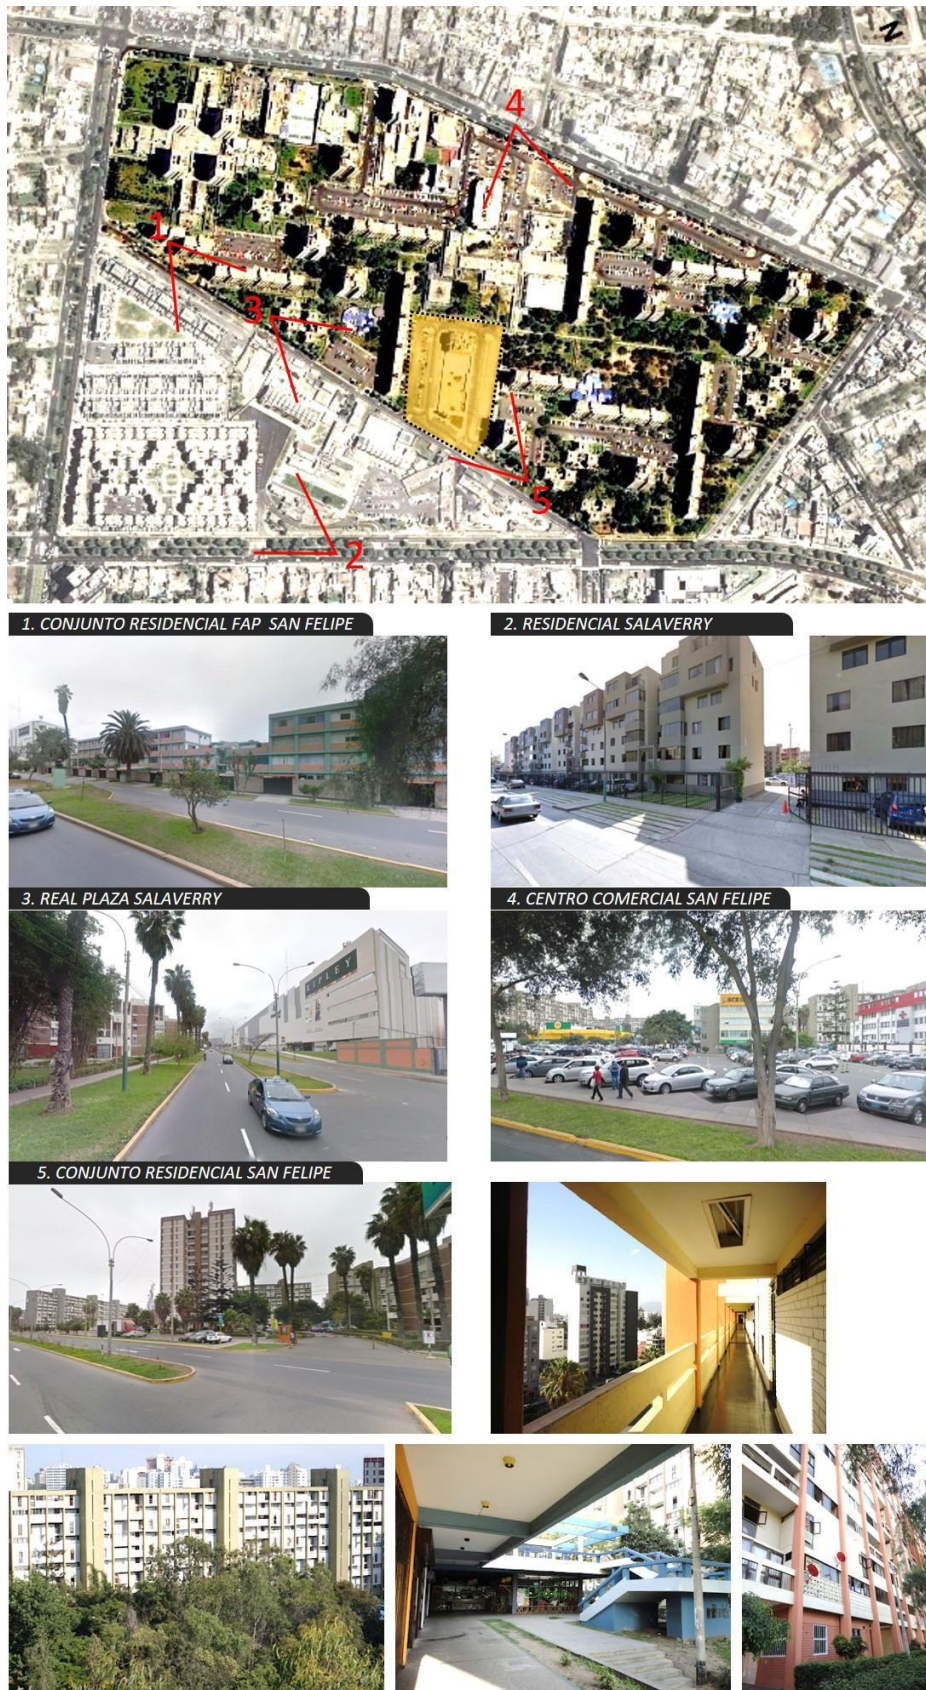 N
4
1
3
5
2
1. CONJUNTO RESIDENCIAL FAP SAN FELIPE
2. RESIDENCIAL SALAVERRY
3. REAL PLAZA SALAVERRY
4. CENTRO COMERCIAL SAN FELIPE
RIPLEY
5. CONJUNTO RESIDENCIAL SAN FELIPE